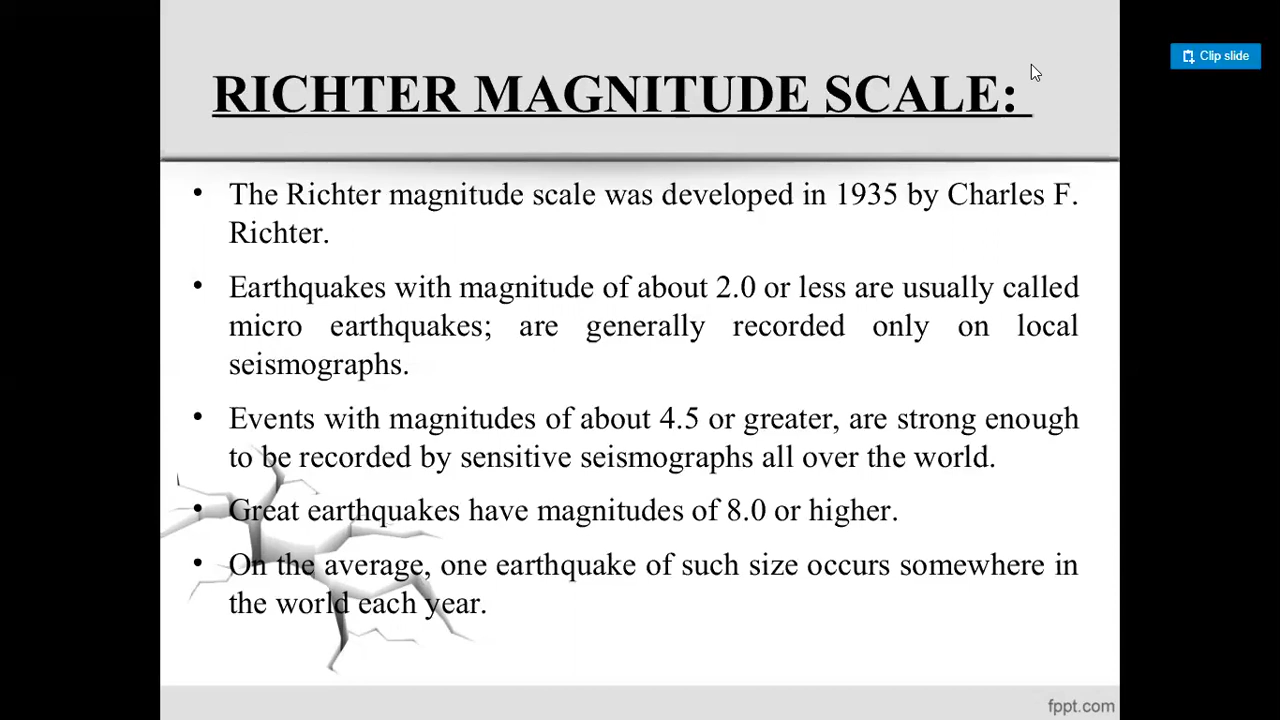 Clip slide
RICHTER MAGNITUDE SCALE:
• The Richter magnitude scale was developed in 1935 by Charles F.
Richter.
• Earthquakes with magnitude of about 2.0 or less are usually called
micro earthquakes; are generally recorded only on local
seismographs.
• Events with magnitudes of about 4.5 or greater, are strong enough
to be recorded by sensitive seismographs all over the world.
• Great earthquakes have magnitudes of 8.0 or higher.
• On the average, one earthquake of such size occurs somewhere in
the world each year.
fppt.com